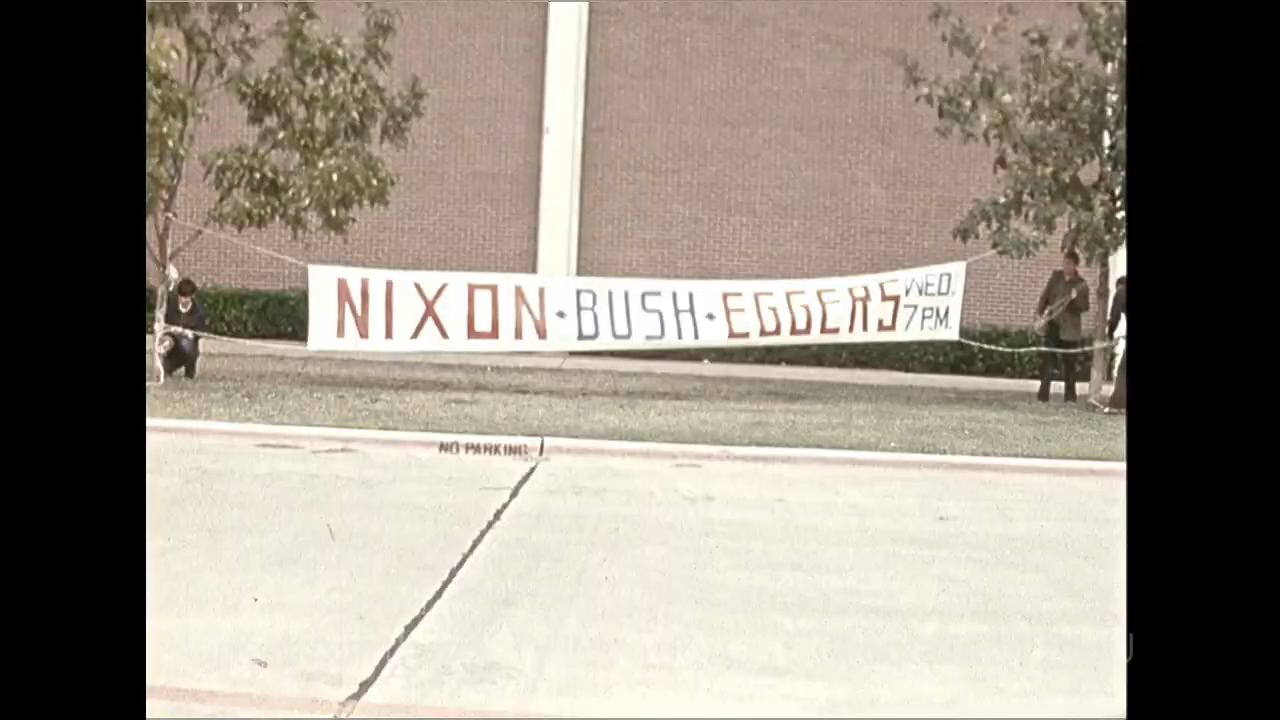 NIXON • BUSH • EGGERS WED, 7 P.M.
NO PARKING